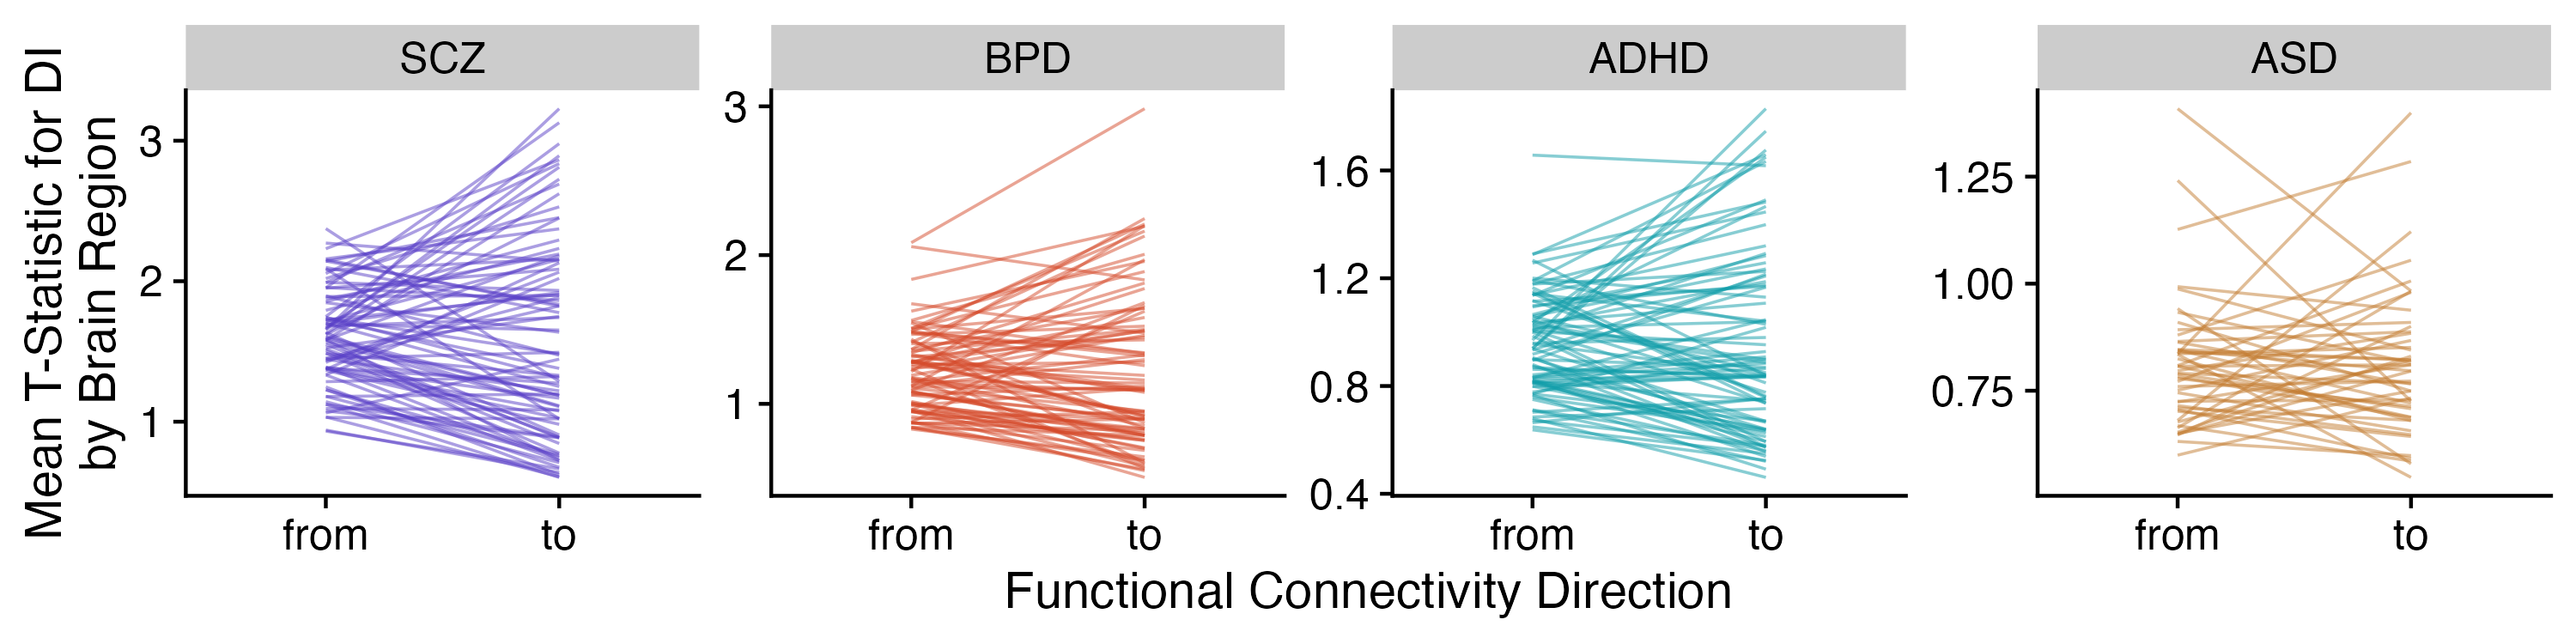 SCZ
BPD
ADHD
ASD
Mean T-Statistic for DI
by Brain Region
3
2
1
from
to
3
2
1
from
to
1.6
1.2
0.8
0.4
from
to
1.25
1.00
0.75
from
to
Functional Connectivity Direction